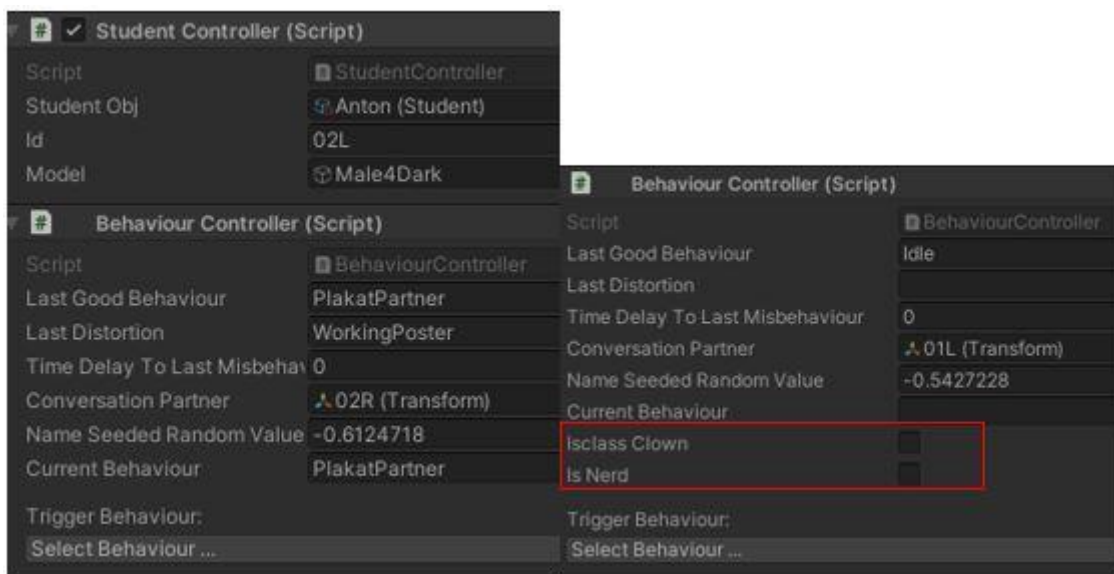 # Student Controller (Script)
Script StudentController
Student Obj Anton (Student)
Id 02L
Model Male4Dark
# Behaviour Controller (Script)
Script BehaviourController
Last Good Behaviour PlakatPartner
Last Distortion WorkingPoster
Time Delay To Last Misbehav 0
Conversation Partner 02R (Transform)
Name Seeded Random Value -0.6124718
Current Behaviour PlakatPartner
Trigger Behaviour:
Select Behaviour ...
# Behaviour Controller (Script)
Script BehaviourController
Last Good Behaviour Idle
Last Distortion
Time Delay To Last Misbehaviour 0
Conversation Partner 01L (Transform)
Name Seeded Random Value -0.5427228
Current Behaviour
Isclass Clown
Is Nerd
Trigger Behaviour:
Select Behaviour ...